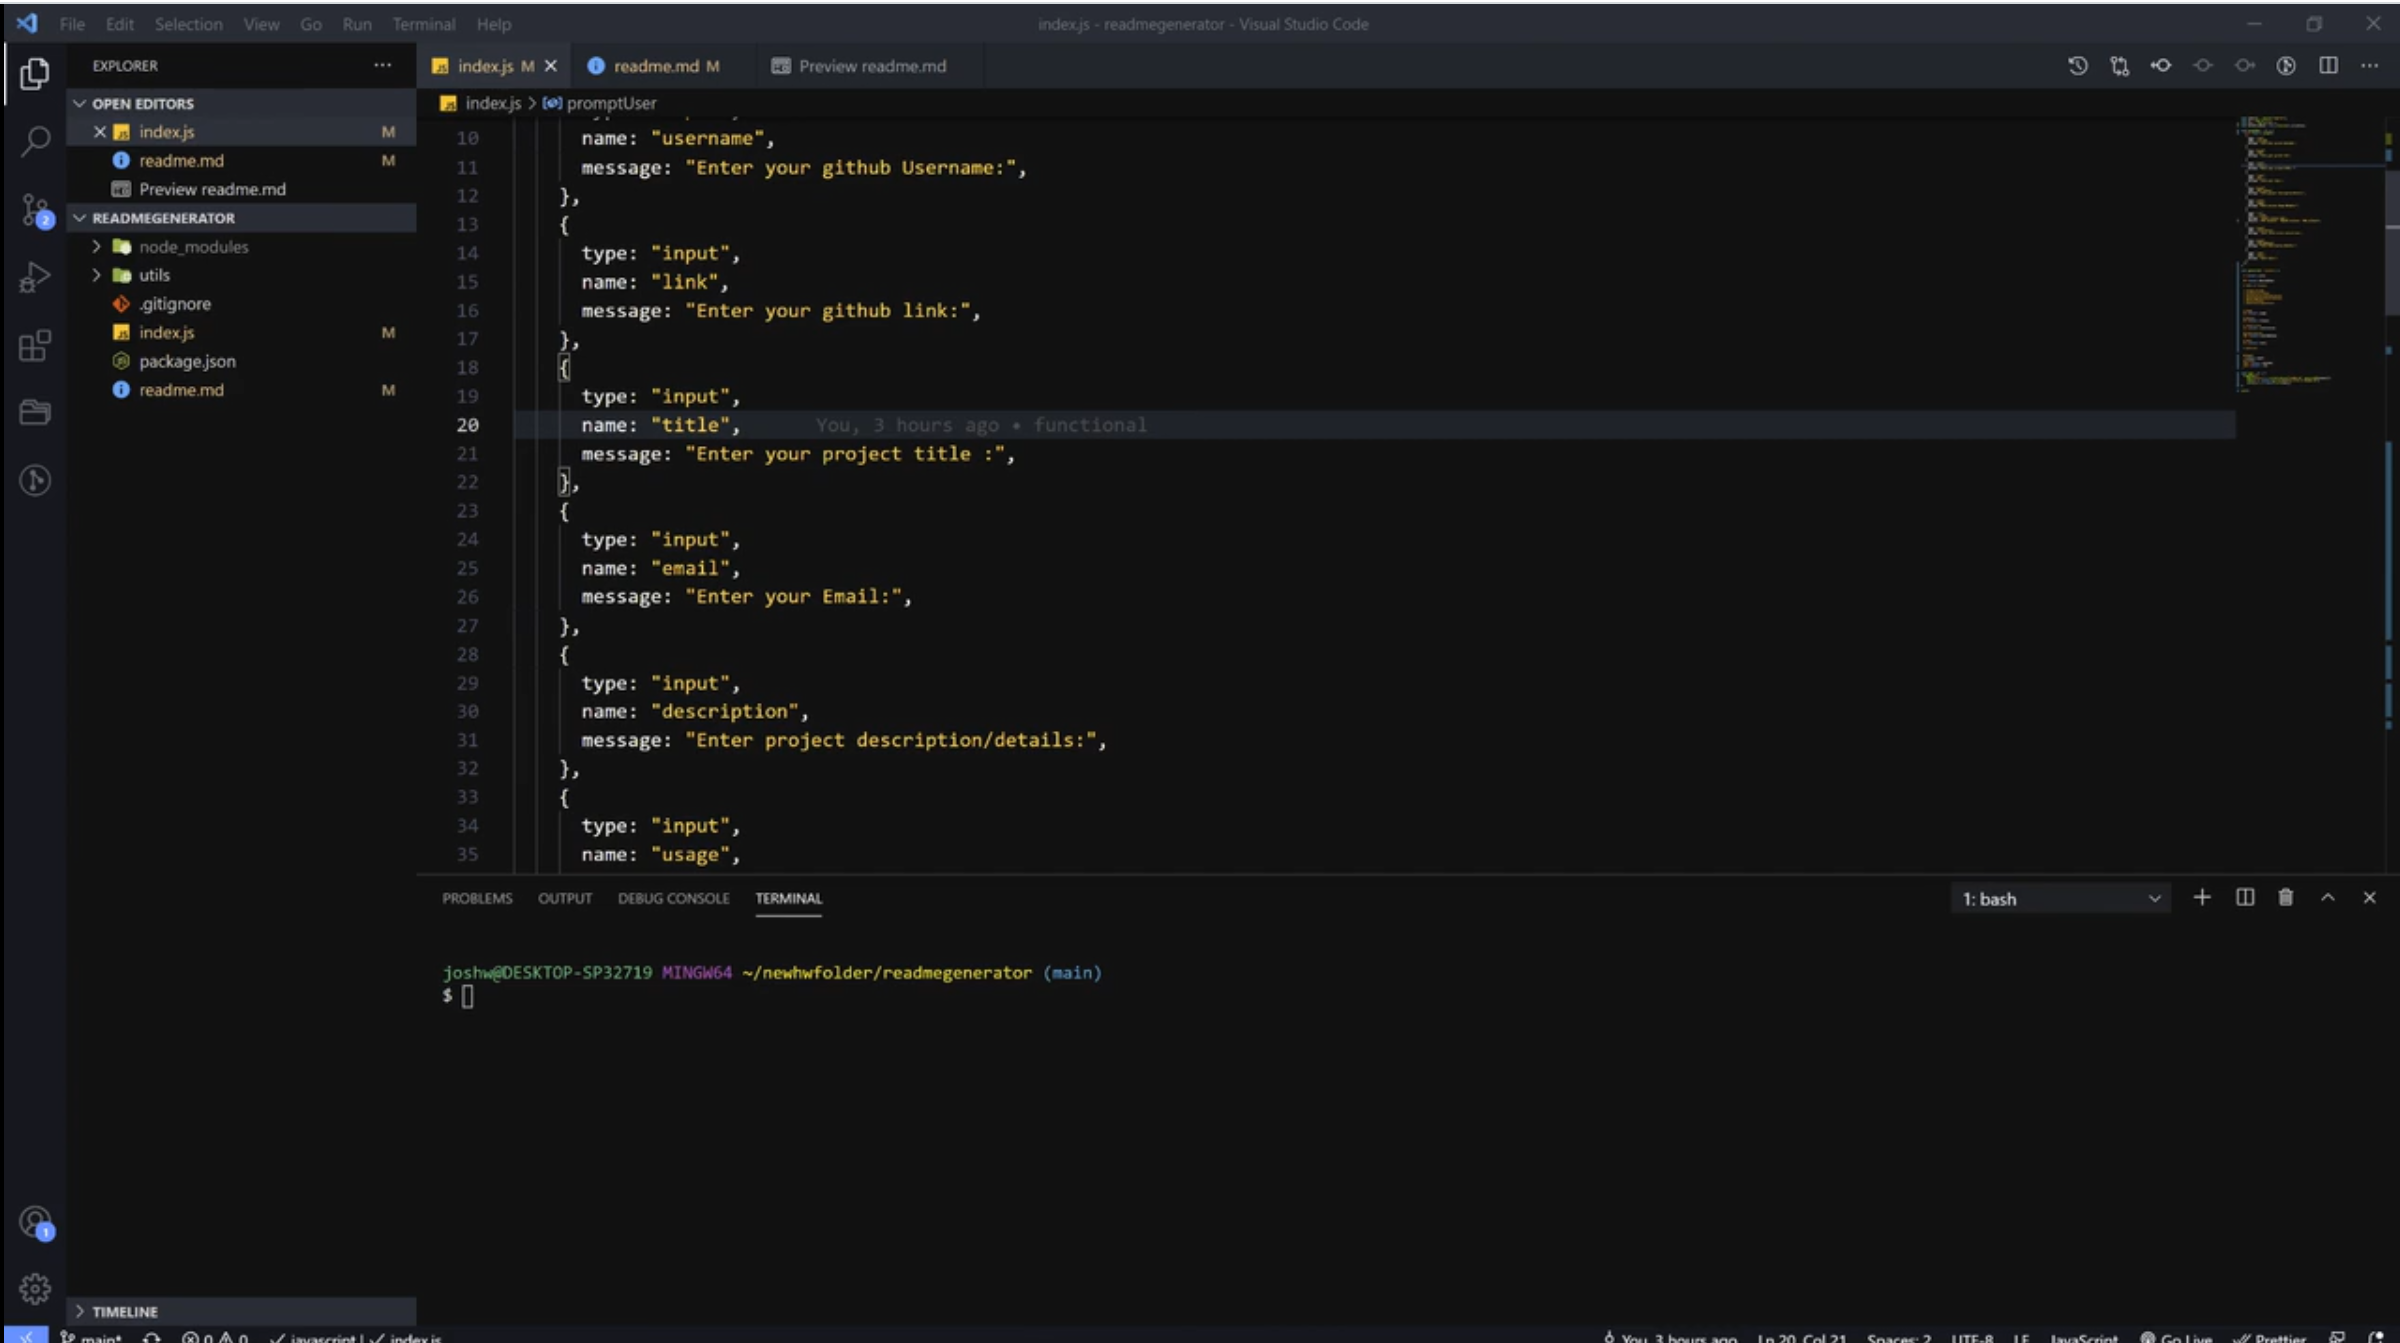 File Edit Selection View Go Run Terminal Help
index.js - readmegenerator - Visual Studio Code
EXPLORER
index.js M
readme.md M
Preview readme.md
OPEN EDITORS
index.js M
readme.md M
Preview readme.md
READMEGENERATOR
node_modules
utils
.gitignore
index.js M
package.json
readme.md M
TIMELINE
index.js > promptUser
10 name: "username",
11 message: "Enter your github Username:",
12 },
13 {
14 type: "input",
15 name: "link",
16 message: "Enter your github link:",
17 },
18 {
19 type: "input",
20 name: "title", You, 3 hours ago • functional
21 message: "Enter your project title :",
22 },
23 {
24 type: "input",
25 name: "email",
26 message: "Enter your Email:",
27 },
28 {
29 type: "input",
30 name: "description",
31 message: "Enter project description/details:",
32 },
33 {
34 type: "input",
35 name: "usage",
PROBLEMS OUTPUT DEBUG CONSOLE TERMINAL
1: bash
joshw@DESKTOP-SP32719 MINGW64 ~/newhwfolder/readmegenerator (main)
$
2
1
main* 0 0 javascript | index.js
You, 3 hours ago Ln 20, Col 21 Spaces: 2 UTF-8 LF JavaScript Go Live Prettier